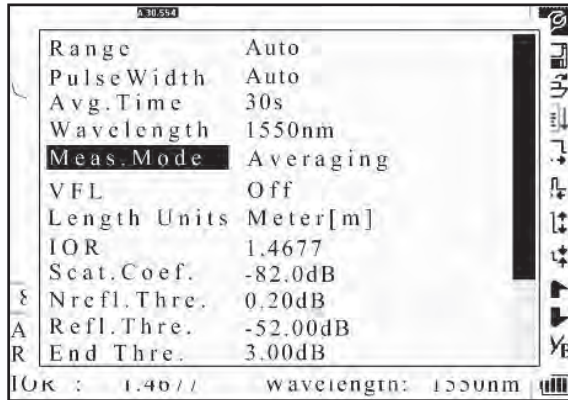 A 30.554
Range Auto
PulseWidth Auto
Avg.Time 30s
Wavelength 1550nm
Meas.Mode Averaging
VFL Off
Length Units Meter[m]
IOR 1.4677
Scat.Coef. -82.0dB
Nrefl.Thre. 0.20dB
Refl.Thre. -52.00dB
A
R
End Thre. 3.00dB
IOR : 1.4677 Wavelength: 1550nm